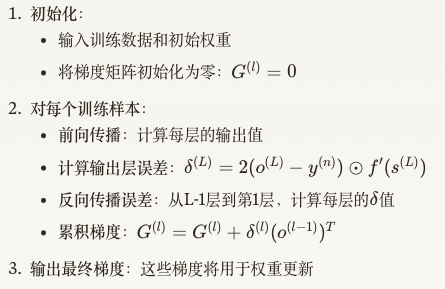 1. 初始化：
• 输入训练数据和初始权重
• 将梯度矩阵初始化为零：G^{(l)} = 0
2. 对每个训练样本：
• 前向传播：计算每层的输出值
• 计算输出层误差：δ^{(L)} = 2(o^{(L)} − y^{(n)}) ⊙ f′(s^{(L)})
• 反向传播误差：从L-1层到第1层，计算每层的δ值
• 累积梯度：G^{(l)} = G^{(l)} + δ^{(l)}(o^{(l−1)})^T
3. 输出最终梯度：这些梯度将用于权重更新